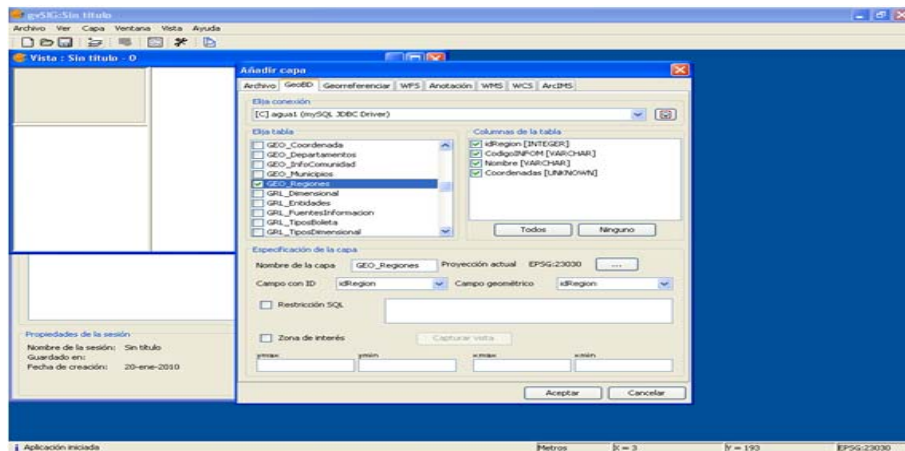 gvSIG:Sin título
Archivo Ver Capa Ventana Vista Ayuda
Vista : Sin título - 0
Añadir capa
Archivo GeoBD Georreferenciar WFS Anotación WMS WCS ArcIMS
Elija conexión
[C] agua1 (mySQL JDBC Driver)
Elija tabla
GEO_Coordenada
GEO_Departamentos
GEO_InfoComunidad
GEO_Municipios
GEO_Regiones
GRL_Dimensional
GRL_Entidades
GRL_FuentesInformacion
GRL_TiposBoleta
GRL_TiposDimensional
Columnas de la tabla
idRegion [INTEGER]
CodigoINFOM [VARCHAR]
Nombre [VARCHAR]
Coordenadas [UNKNOWN]
Todos Ninguno
Especificación de la capa
Nombre de la capa GEO_Regiones Proyección actual EPSG:23030 ...
Campo con ID idRegion Campo geométrico idRegion
Restricción SQL
Zona de interés Capturar vista
ymax ymin xmax xmin
Aceptar Cancelar
Propiedades de la sesión
Nombre de la sesión: Sin título
Guardado en:
Fecha de creación: 20-ene-2010
Aplicación iniciada Metros X = 3 Y = 193 EPSG:23030